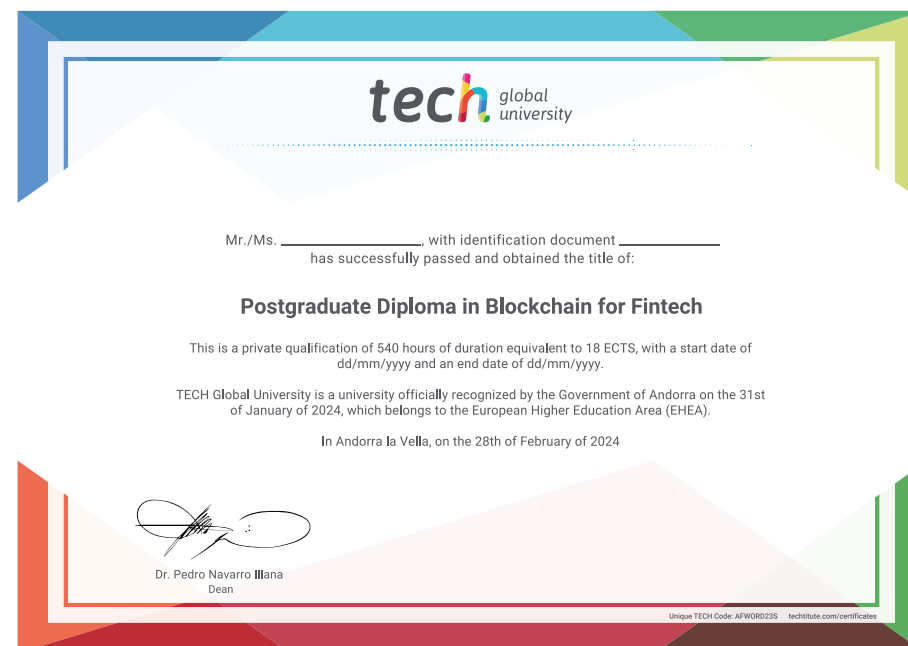 tech global university
Mr./Ms. ____________________, with identification document ______________
has successfully passed and obtained the title of:
Postgraduate Diploma in Blockchain for Fintech
This is a private qualification of 540 hours of duration equivalent to 18 ECTS, with a start date of
dd/mm/yyyy and an end date of dd/mm/yyyy.
TECH Global University is a university officially recognized by the Government of Andorra on the 31st
of January of 2024, which belongs to the European Higher Education Area (EHEA).
In Andorra la Vella, on the 28th of February of 2024
Dr. Pedro Navarro Illana
Dean
Unique TECH Code: AFWORD23S techtitute.com/certificates